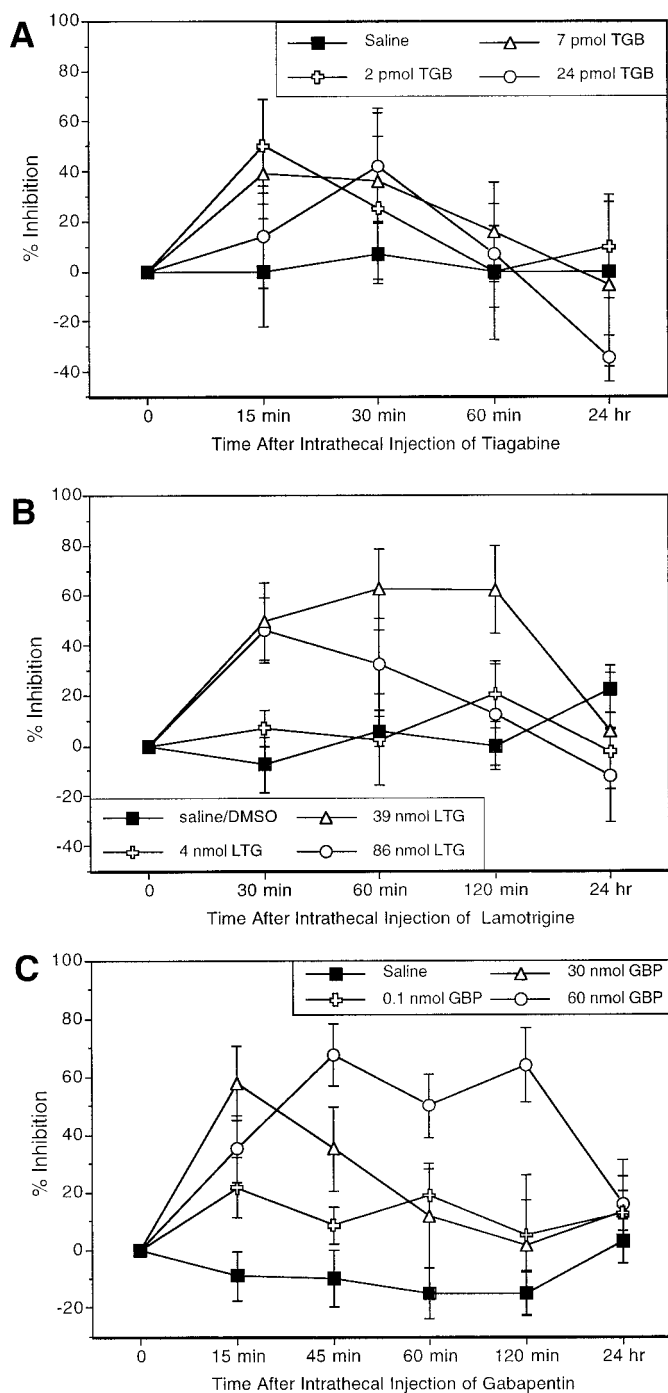 A
100
80
60
40
20
0
-20
-40
% Inhibition
Saline
7 pmol TGB
2 pmol TGB
24 pmol TGB
0
15 min
30 min
60 min
24 hr
Time After Intrathecal Injection of Tiagabine
B
100
80
60
40
20
0
-20
-40
% Inhibition
saline/DMSO
39 nmol LTG
4 nmol LTG
86 nmol LTG
0
30 min
60 min
120 min
24 hr
Time After Intrathecal Injection of Lamotrigine
C
100
80
60
40
20
0
-20
% Inhibition
Saline
30 nmol GBP
0.1 nmol GBP
60 nmol GBP
0
15 min
45 min
60 min
120 min
24 hr
Time After Intrathecal Injection of Gabapentin